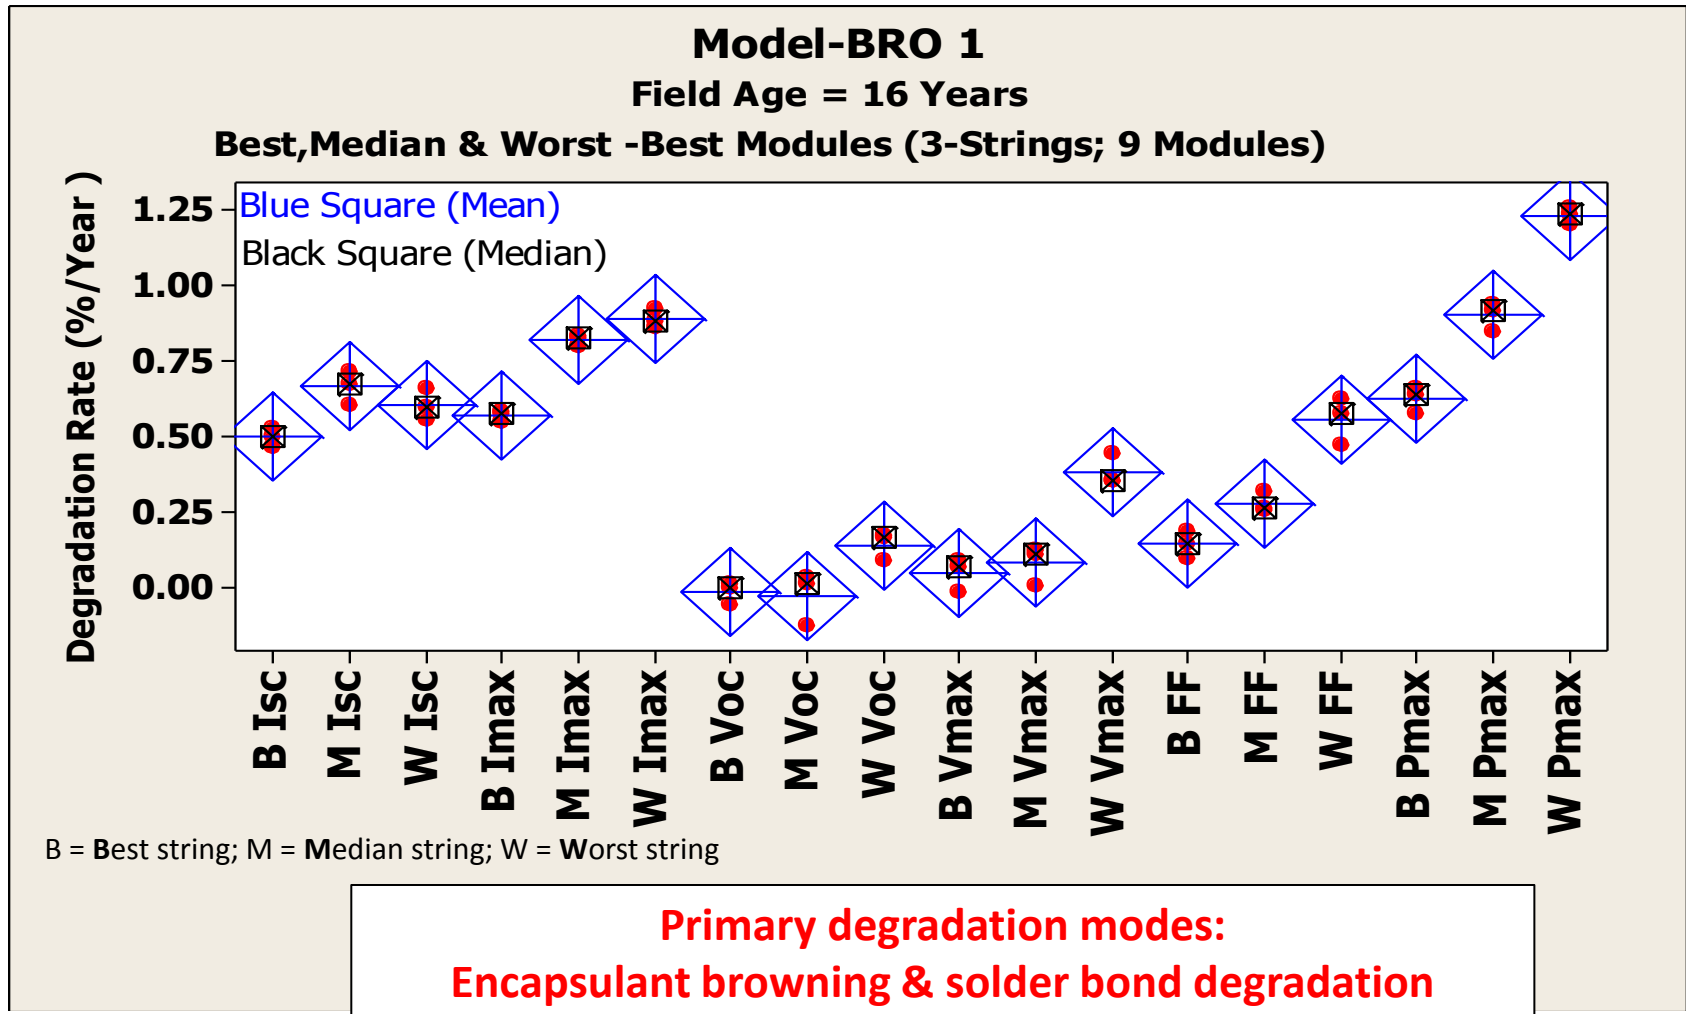 Model-BRO 1
Field Age = 16 Years
Best,Median & Worst -Best Modules (3-Strings; 9 Modules)
Degradation Rate (%/Year )
1.25
1.00
0.75
0.50
0.25
0.00
Blue Square (Mean)
Black Square (Median)
B Isc
M Isc
W Isc
B Imax
M Imax
W Imax
B Voc
M Voc
W Voc
B Vmax
M Vmax
W Vmax
B FF
M FF
W FF
B Pmax
M Pmax
W Pmax
B = Best string; M = Median string; W = Worst string
Primary degradation modes:
Encapsulant browning & solder bond degradation